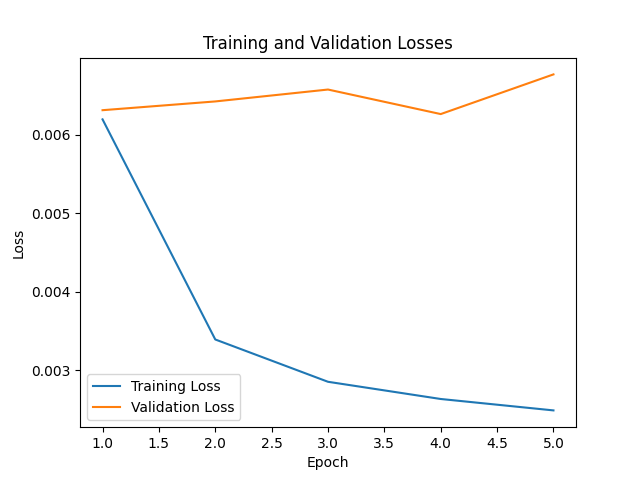 Training and Validation Losses
Loss
0.006
0.005
0.004
0.003
Training Loss
Validation Loss
1.0 1.5 2.0 2.5 3.0 3.5 4.0 4.5 5.0
Epoch